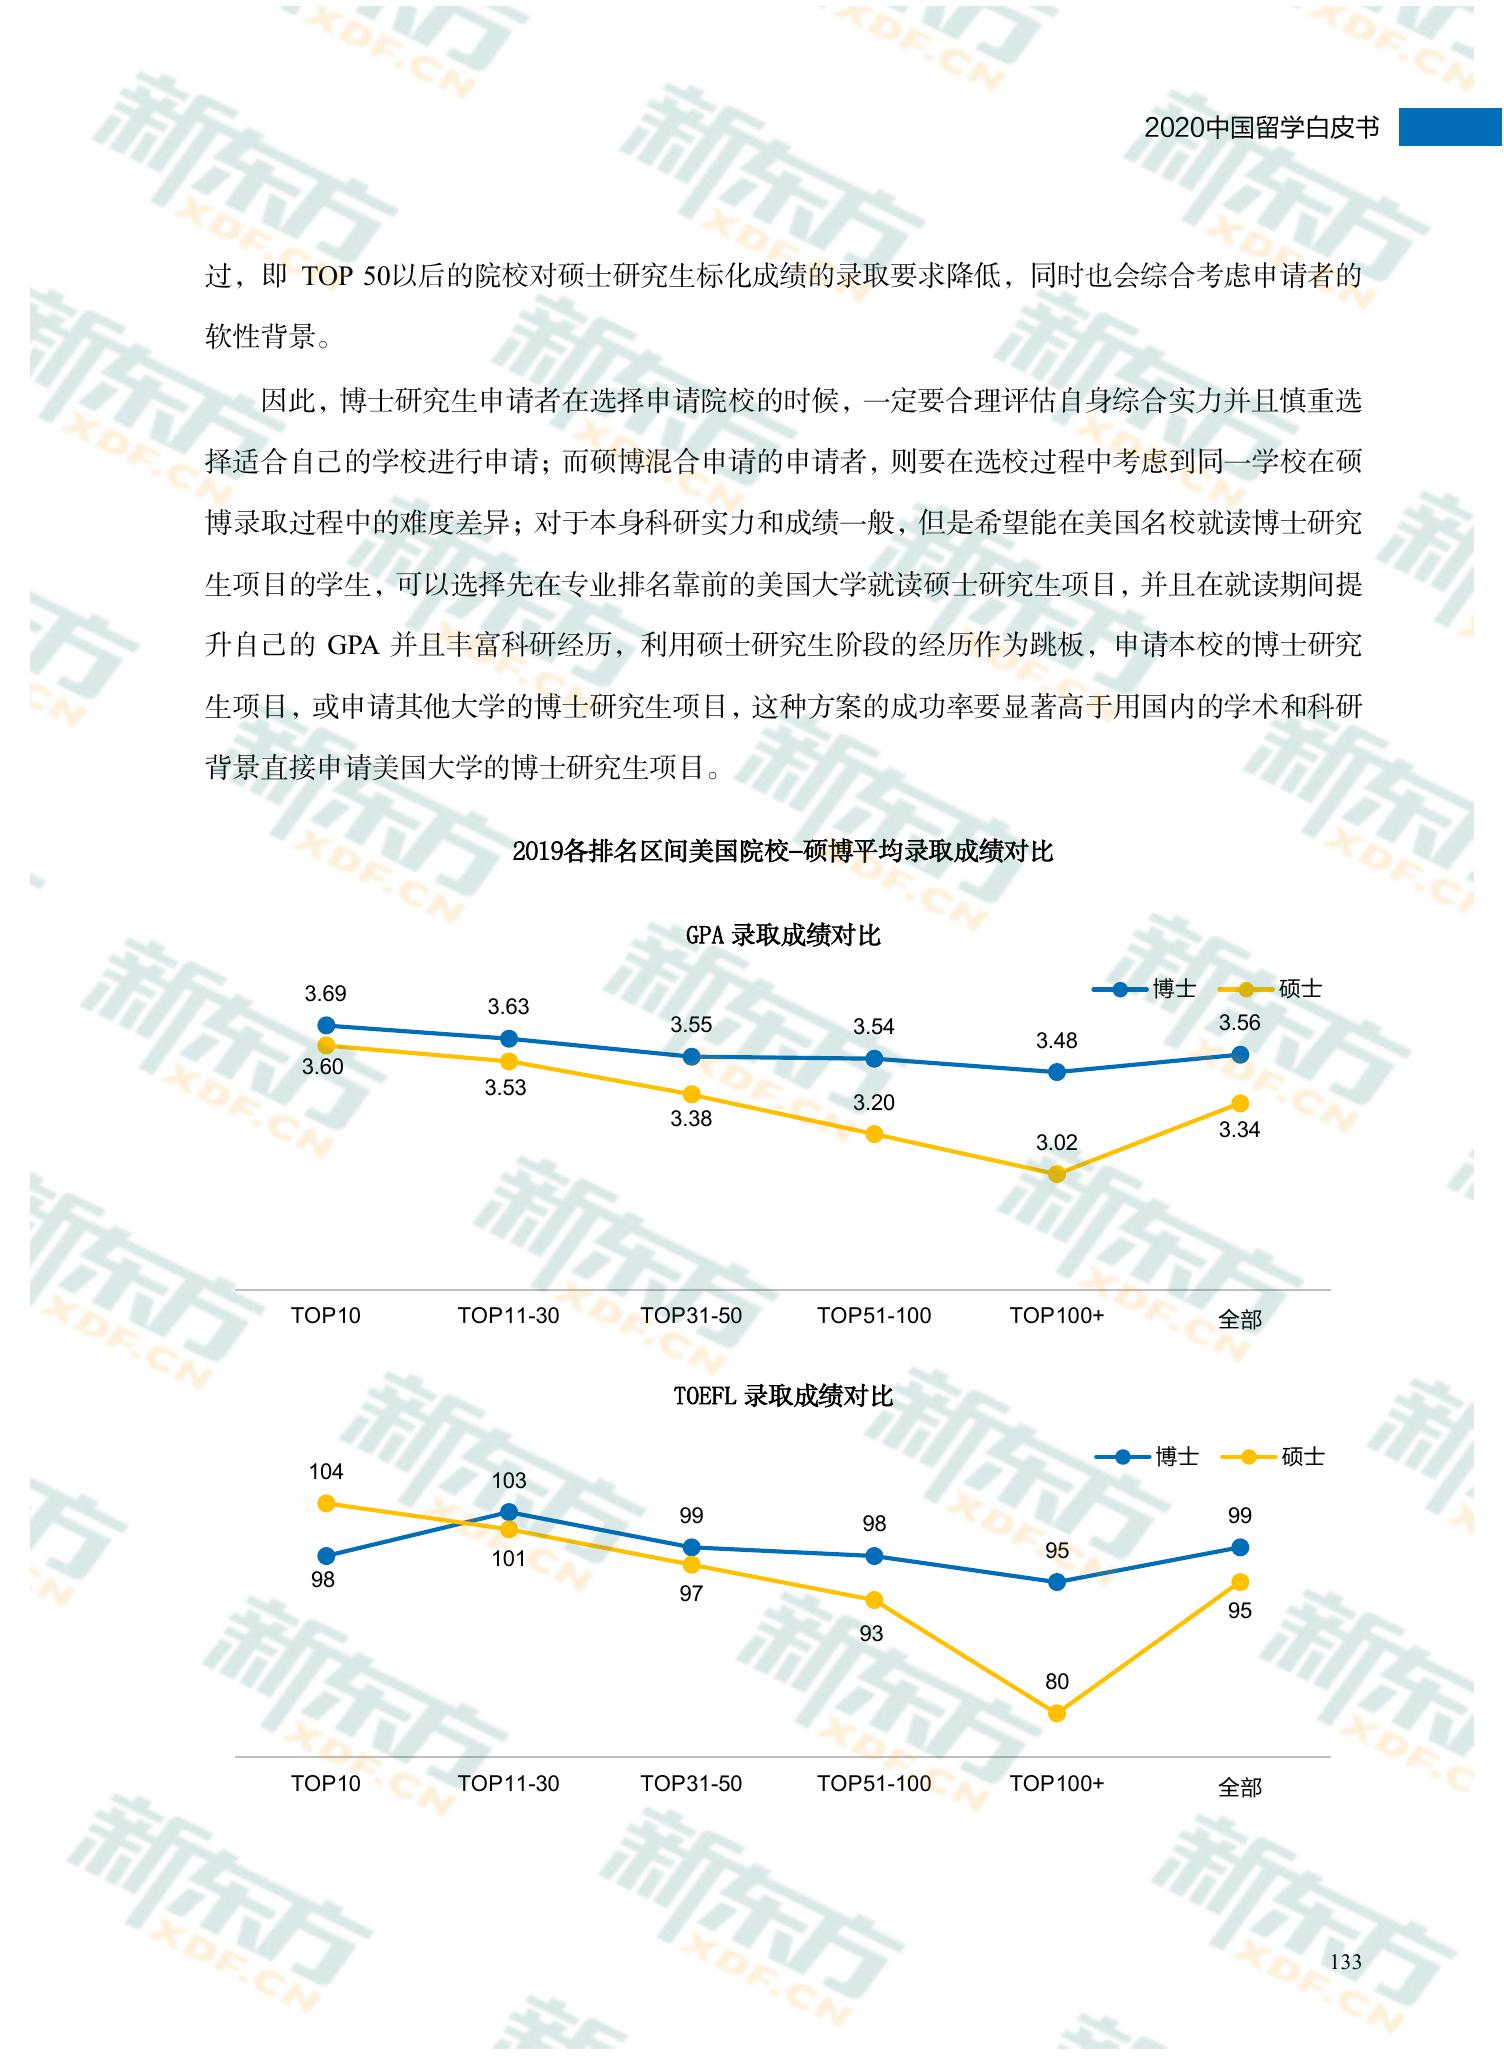 2020中国留学白皮书
过，即 TOP 50以后的院校对硕士研究生标化成绩的录取要求降低，同时也会综合考虑申请者的
软性背景。
因此，博士研究生申请者在选择申请院校的时候，一定要合理评估自身综合实力并且慎重选
择适合自己的学校进行申请；而硕博混合申请的申请者，则要在选校过程中考虑到同一学校在硕
博录取过程中的难度差异；对于本身科研实力和成绩一般，但是希望能在美国名校就读博士研究
生项目的学生，可以选择先在专业排名靠前的美国大学就读硕士研究生项目，并且在就读期间提
升自己的 GPA 并且丰富科研经历，利用硕士研究生阶段的经历作为跳板，申请本校的博士研究
生项目，或申请其他大学的博士研究生项目，这种方案的成功率要显著高于用国内的学术和科研
背景直接申请美国大学的博士研究生项目。
2019各排名区间美国院校–硕博平均录取成绩对比
GPA 录取成绩对比
博士 硕士
3.69 3.63 3.55 3.54 3.48 3.56
3.60 3.53 3.38 3.20 3.02 3.34
TOP10 TOP11-30 TOP31-50 TOP51-100 TOP100+ 全部
TOEFL 录取成绩对比
博士 硕士
104 103 99 98 95 99
98 101 97 93 80 95
TOP10 TOP11-30 TOP31-50 TOP51-100 TOP100+ 全部
133
新东方
XDF.CN